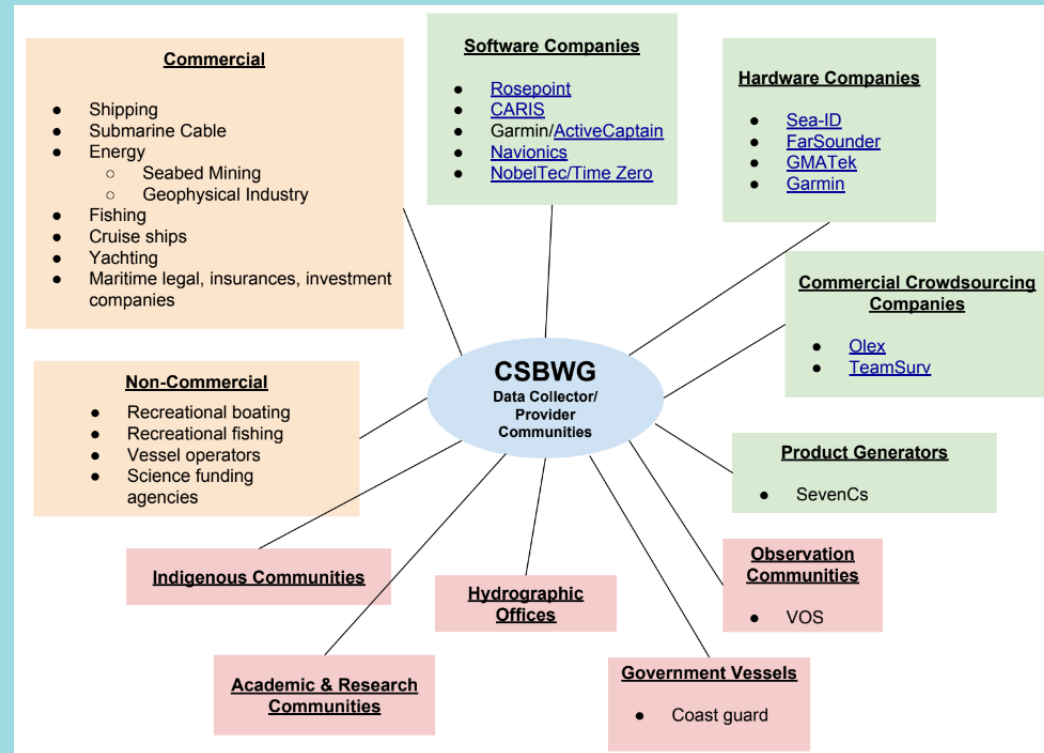 Commercial
● Shipping
● Submarine Cable
● Energy
○ Seabed Mining
○ Geophysical Industry
● Fishing
● Cruise ships
● Yachting
● Maritime legal, insurances, investment
companies
Software Companies
● Rosepoint
● CARIS
● Garmin/ActiveCaptain
● Navionics
● NobelTec/Time Zero
Hardware Companies
● Sea-ID
● FarSounder
● GMATek
● Garmin
Commercial Crowdsourcing
Companies
● Olex
● TeamSurv
CSBWG
Data Collector/
Provider
Communities
Non-Commercial
● Recreational boating
● Recreational fishing
● Vessel operators
● Science funding
agencies
Product Generators
● SevenCs
Indigenous Communities
Hydrographic
Offices
Observation
Communities
● VOS
Academic & Research
Communities
Government Vessels
● Coast guard